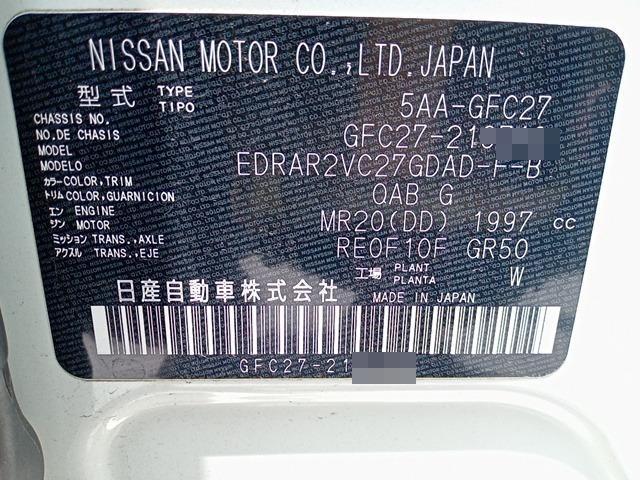 NISSAN MOTOR CO.,LTD.JAPAN
型式 TYPE TIPO 5AA-GFC27
CHASSIS NO. NO.DE CHASIS GFC27-21
MODEL MODELO EDRAR2VC27GDAD-F-B
カラー COLOR,TRIM トリム COLOR,GUARNICION QAB G
エンジン ENGINE MOTOR MR20(DD) 1997 cc
ミッション TRANS.,AXLE アクスル TRANS.,EJE RE0F10F GR50
工場 PLANT PLANTA W
日産自動車株式会社 MADE IN JAPAN
GFC27-21